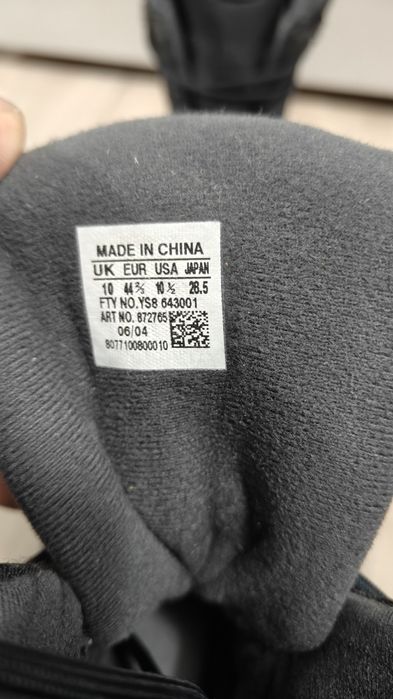 MADE IN CHINA
UK EUR USA JAPAN
10 44⅔ 10½ 28.5
FTY NO.YS8 643001
ART NO. 672765
06/04
8077100800010